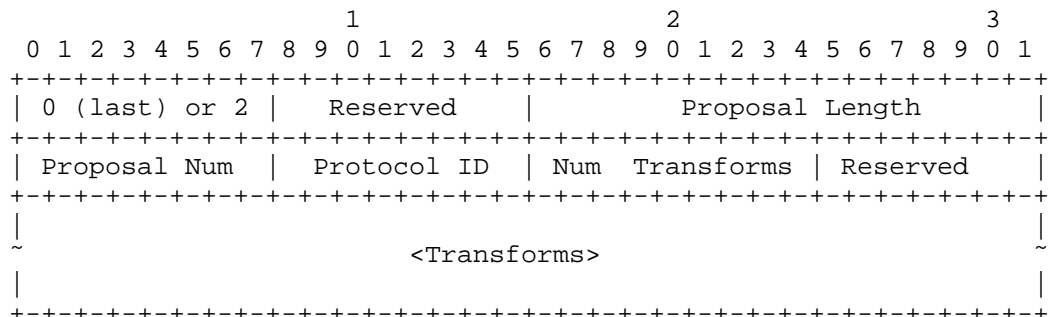 1                   2                   3
 0 1 2 3 4 5 6 7 8 9 0 1 2 3 4 5 6 7 8 9 0 1 2 3 4 5 6 7 8 9 0 1
+-+-+-+-+-+-+-+-+-+-+-+-+-+-+-+-+-+-+-+-+-+-+-+-+-+-+-+-+-+-+-+-+
| 0 (last) or 2 |   Reserved    |         Proposal Length       |
+-+-+-+-+-+-+-+-+-+-+-+-+-+-+-+-+-+-+-+-+-+-+-+-+-+-+-+-+-+-+-+-+
| Proposal Num  |  Protocol ID  | Num  Transforms | Reserved    |
+-+-+-+-+-+-+-+-+-+-+-+-+-+-+-+-+-+-+-+-+-+-+-+-+-+-+-+-+-+-+-+-+
|                                                               |
~                        <Transforms>                           ~
|                                                               |
+-+-+-+-+-+-+-+-+-+-+-+-+-+-+-+-+-+-+-+-+-+-+-+-+-+-+-+-+-+-+-+-+